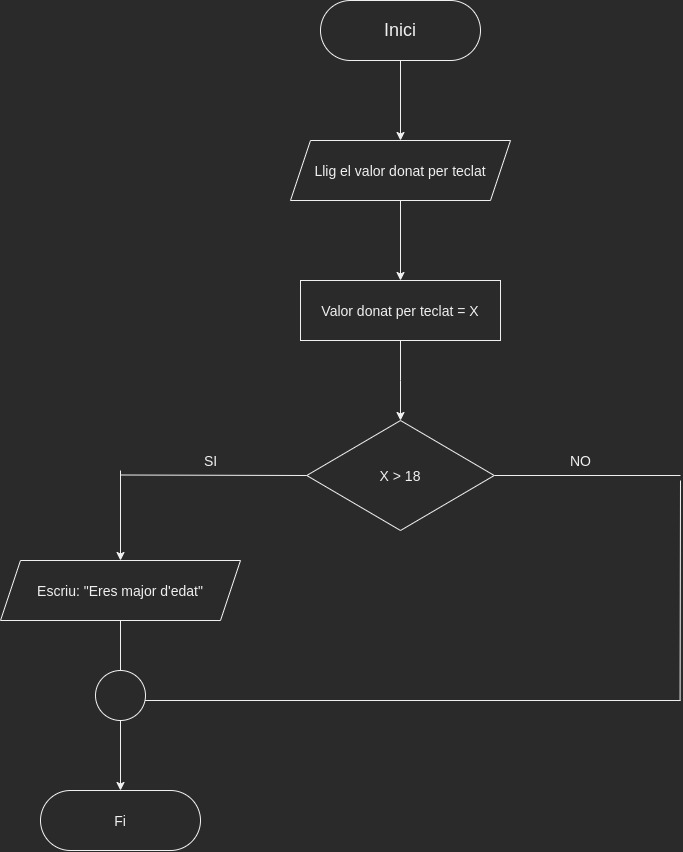 Inici
Llig el valor donat per teclat
Valor donat per teclat = X
SI
NO
X > 18
Escriu: "Eres major d'edat"
Fi